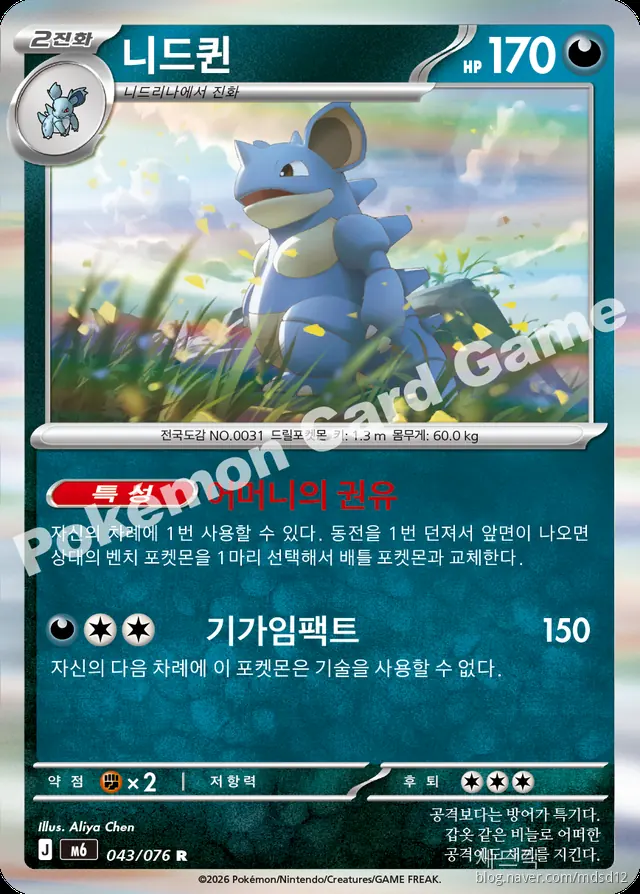 2진화
니드퀸
HP 170
니드리나에서 진화
전국도감 NO.0031 드릴포켓몬 키: 1.3 m 몸무게: 60.0 kg
특성 어머니의 권유
자신의 차례에 1번 사용할 수 있다. 동전을 1번 던져서 앞면이 나오면
상대의 벤치 포켓몬을 1마리 선택해서 배틀 포켓몬과 교체한다.
기가임팩트 150
자신의 다음 차례에 이 포켓몬은 기술을 사용할 수 없다.
약점 ×2 저항력 후퇴
Illus. Aliya Chen
J m6 043/076 R
공격보다는 방어가 특기다.
갑옷 같은 비늘로 어떠한
공격에도 새끼를 지킨다.
©2026 Pokémon/Nintendo/Creatures/GAME FREAK.
Pokémon Card Game
blog.naver.com/mdsd12